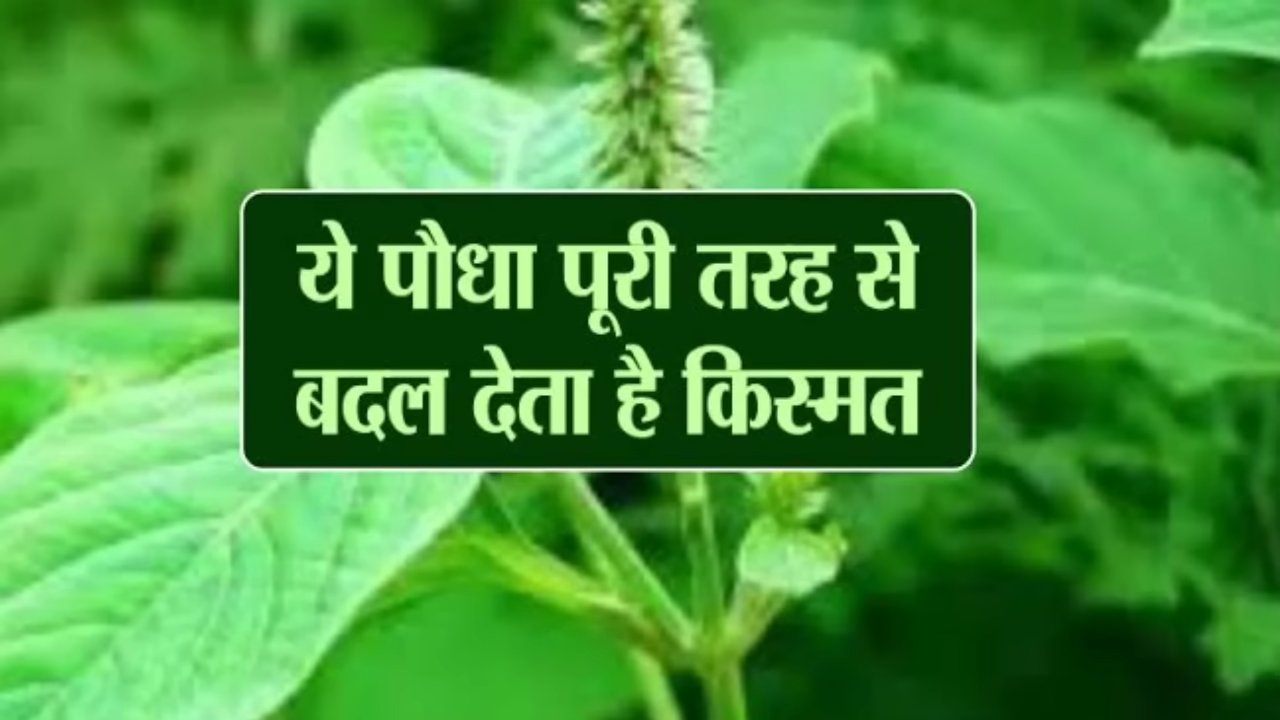 ये पौधा पूरी तरह से
बदल देता है किस्मत